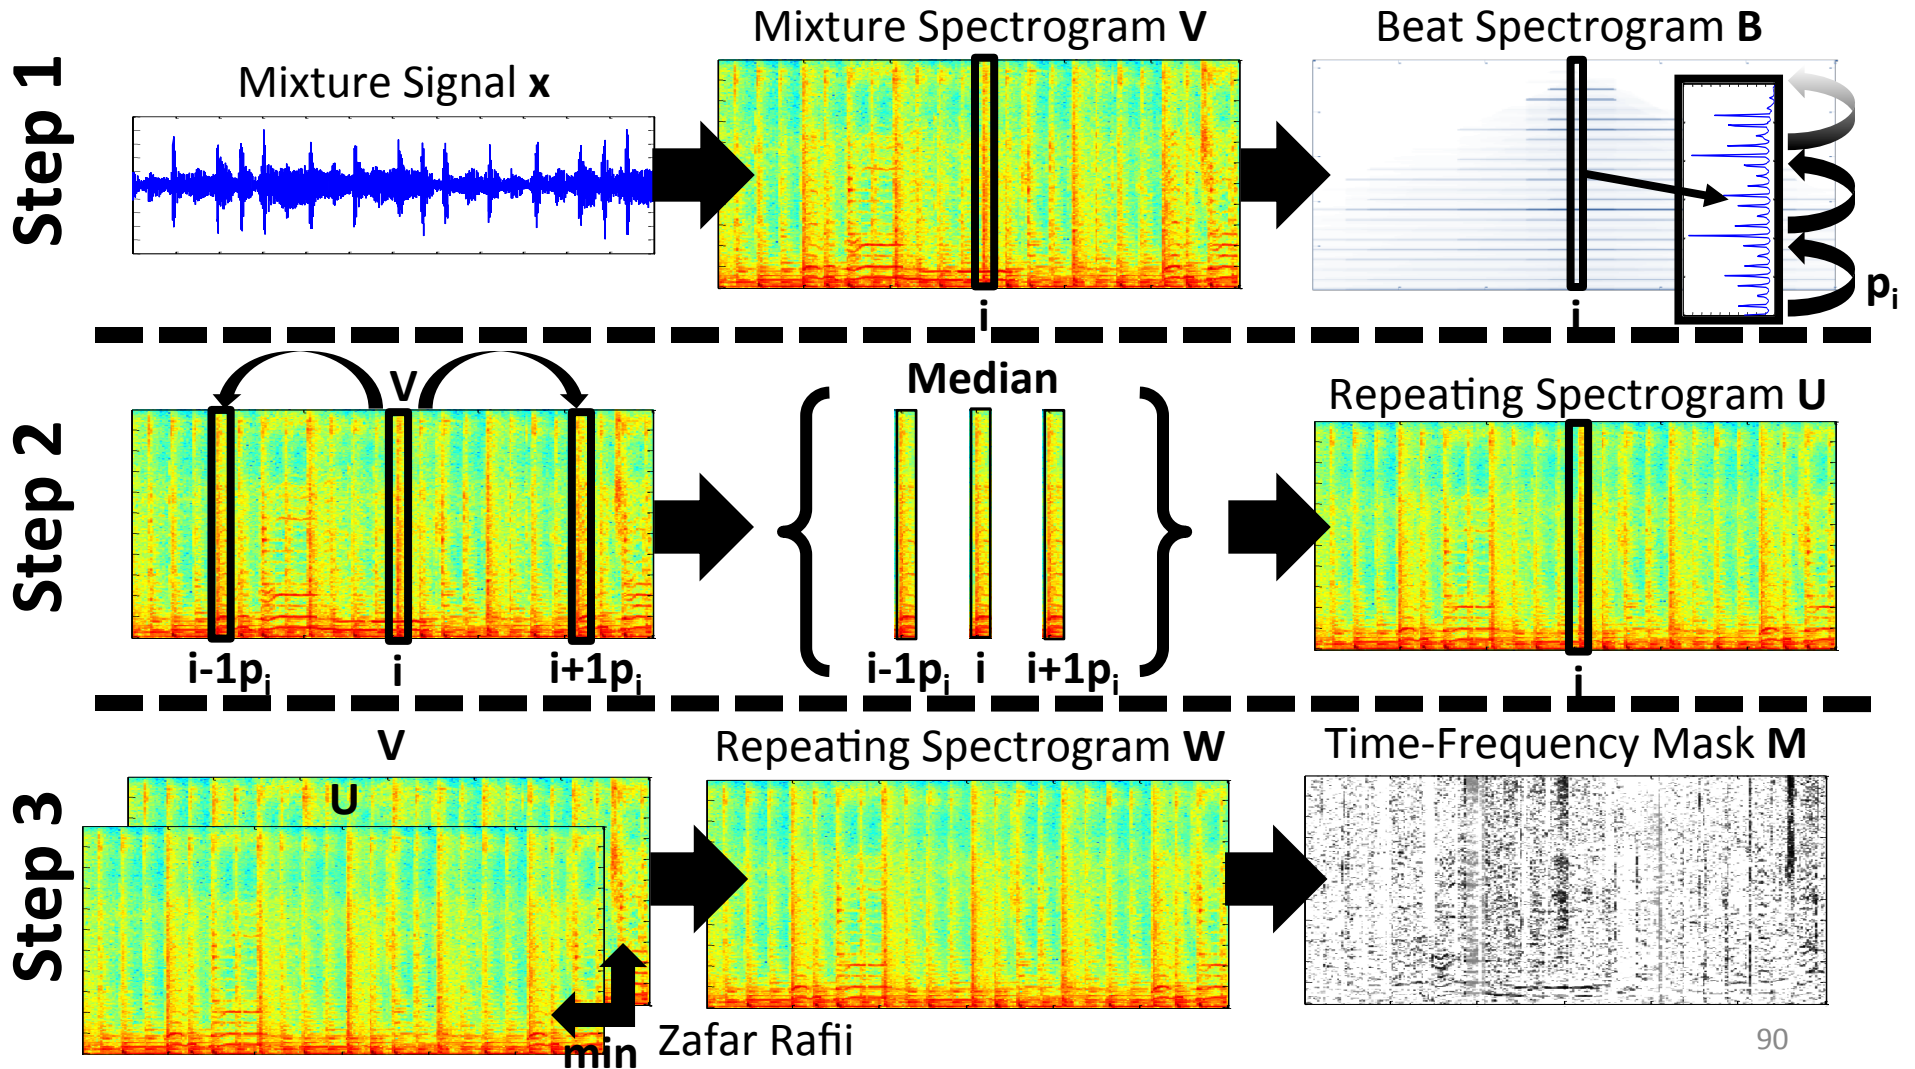 Step 1
Mixture Signal x
Mixture Spectrogram V
i
Beat Spectrogram B
i
pi
Step 2
V
i-1pi
i
i+1pi
Median
i-1pi
i
i+1pi
Repeating Spectrogram U
i
Step 3
V
U
min
Repeating Spectrogram W
Time-Frequency Mask M
Zafar Rafii
90